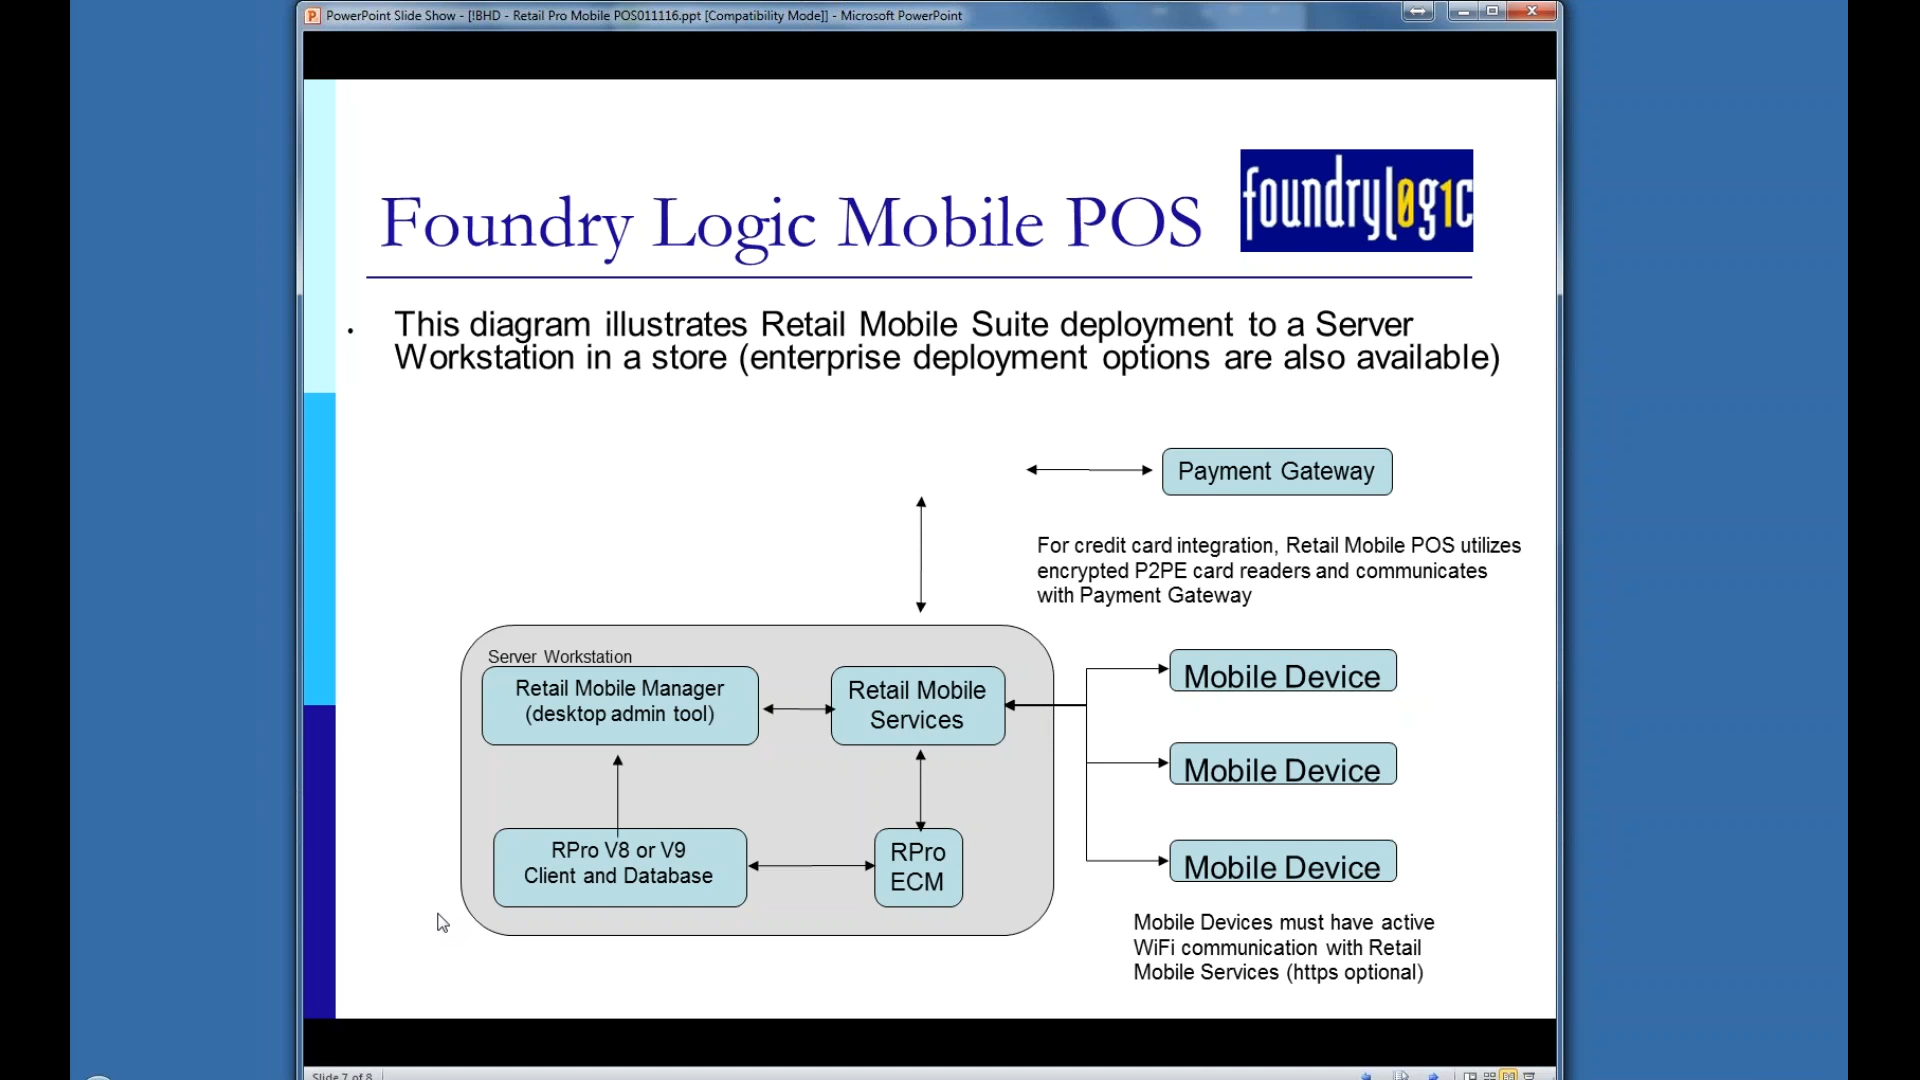 PowerPoint Slide Show - [!BHD - Retail Pro Mobile POS011116.ppt [Compatibility Mode]] - Microsoft PowerPoint
Foundry Logic Mobile POS
foundryl0g1c
• This diagram illustrates Retail Mobile Suite deployment to a Server
Workstation in a store (enterprise deployment options are also available)
Payment Gateway
For credit card integration, Retail Mobile POS utilizes
encrypted P2PE card readers and communicates
with Payment Gateway
Server Workstation
Retail Mobile Manager
(desktop admin tool)
Retail Mobile
Services
RPro V8 or V9
Client and Database
RPro
ECM
Mobile Device
Mobile Device
Mobile Device
Mobile Devices must have active
WiFi communication with Retail
Mobile Services (https optional)
Slide 7 of 8